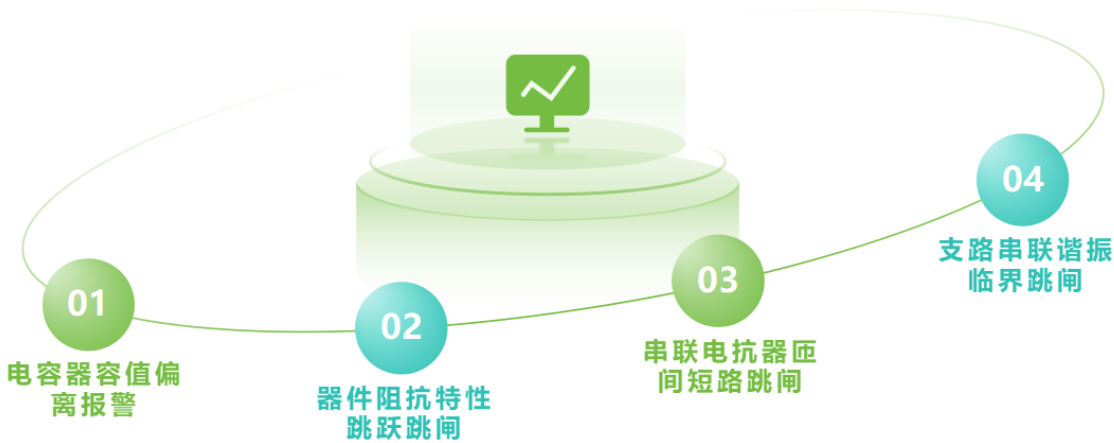 01
电容器容值偏
离报警
02
器件阻抗特性
跳跃跳闸
03
串联电抗器匝
间短路跳闸
04
支路串联谐振
临界跳闸